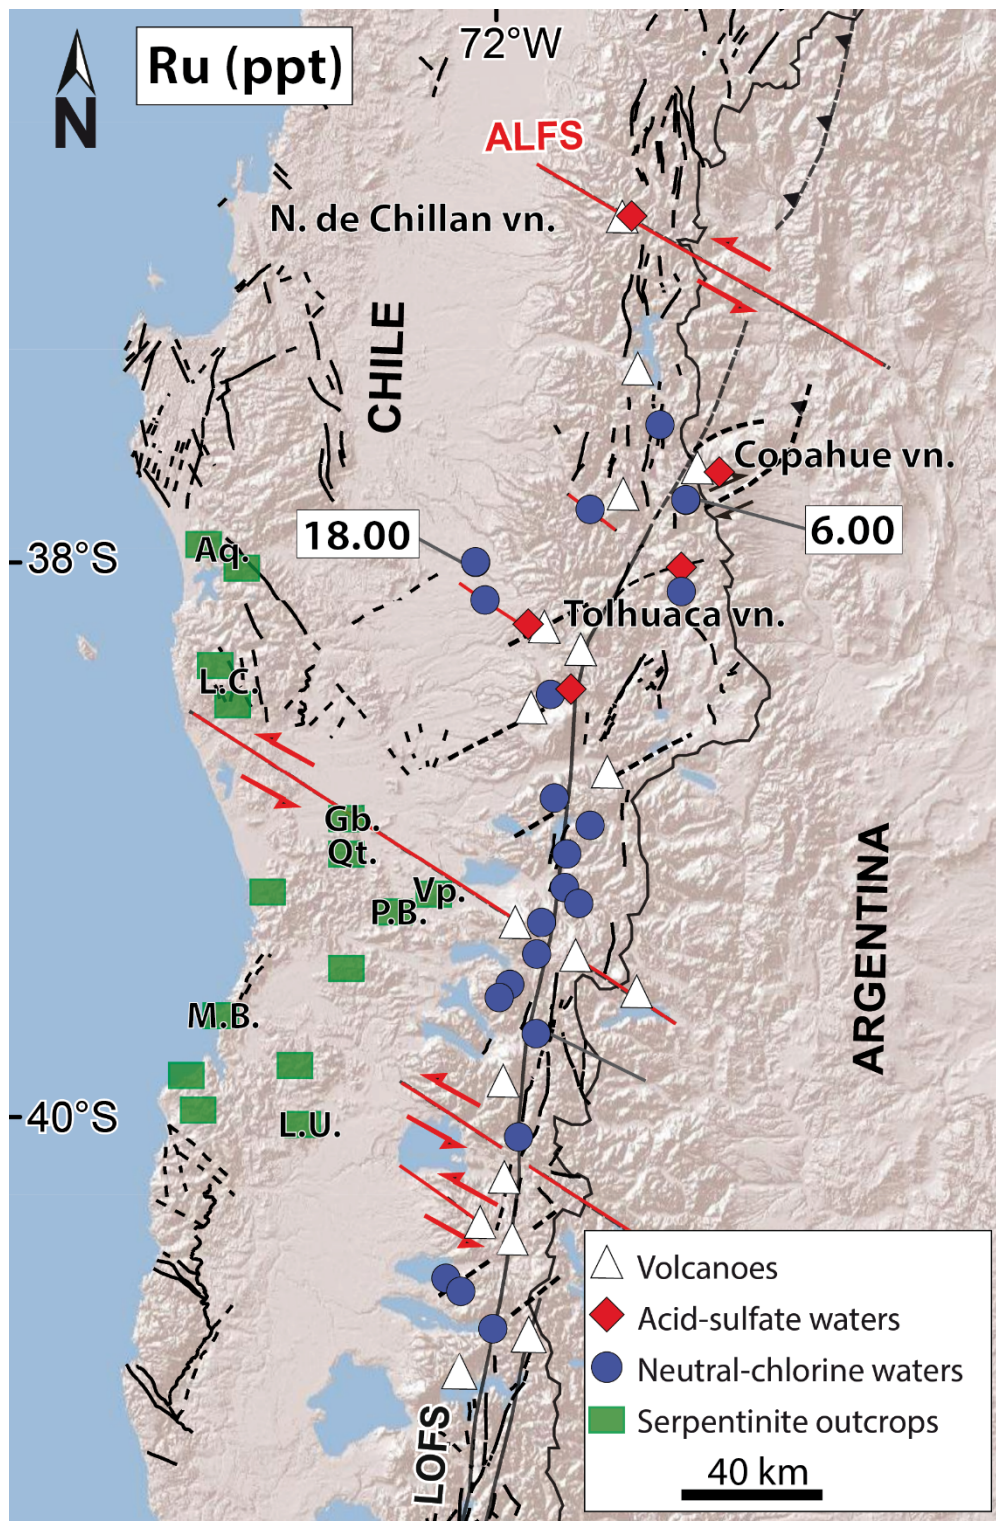 72°W
Ru (ppt)
N
ALFS
N. de Chillan vn.
CHILE
Copahue vn.
18.00
6.00
Aq.
38°S
Tolhuaca vn.
L.C.
Gb.
Qt.
Vp.
P.B.
ARGENTINA
M.B.
40°S
L.U.
LOFS
Volcanoes
Acid-sulfate waters
Neutral-chlorine waters
Serpentinite outcrops
40 km